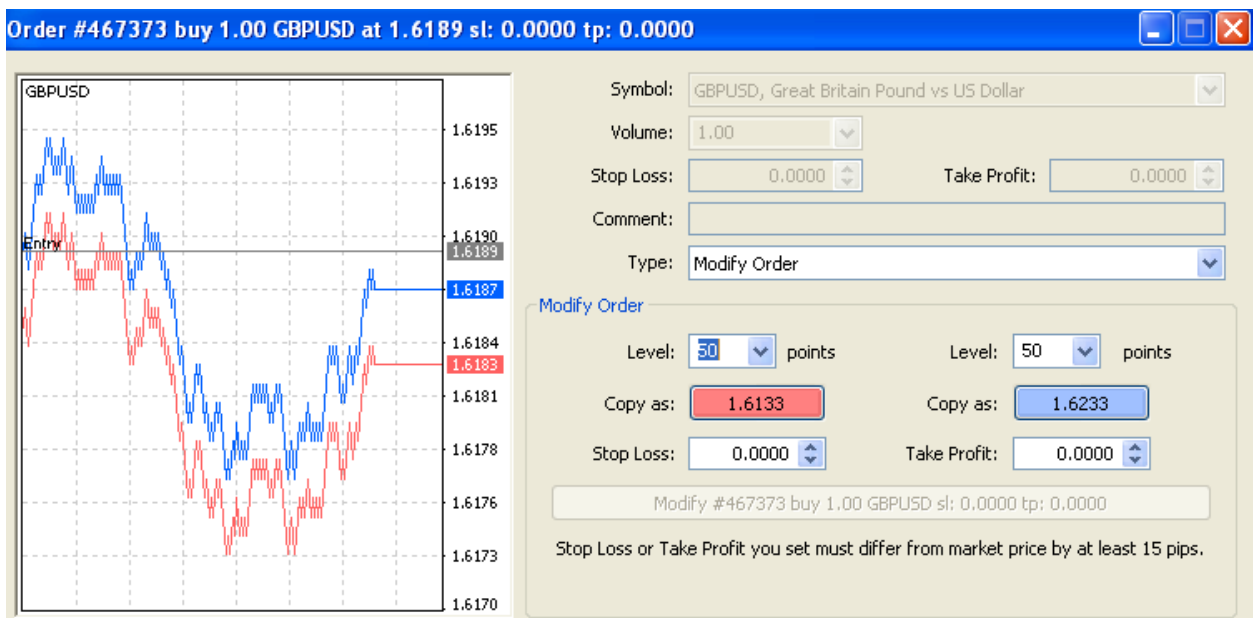 Order #467373 buy 1.00 GBPUSD at 1.6189 sl: 0.0000 tp: 0.0000
GBPUSD
1.6195
1.6193
1.6190
Entry
1.6189
1.6187
1.6184
1.6183
1.6181
1.6178
1.6176
1.6173
1.6170
Symbol: GBPUSD, Great Britain Pound vs US Dollar
Volume: 1.00
Stop Loss: 0.0000 Take Profit: 0.0000
Comment:
Type: Modify Order
Modify Order
Level: 50 points Level: 50 points
Copy as: 1.6133 Copy as: 1.6233
Stop Loss: 0.0000 Take Profit: 0.0000
Modify #467373 buy 1.00 GBPUSD sl: 0.0000 tp: 0.0000
Stop Loss or Take Profit you set must differ from market price by at least 15 pips.